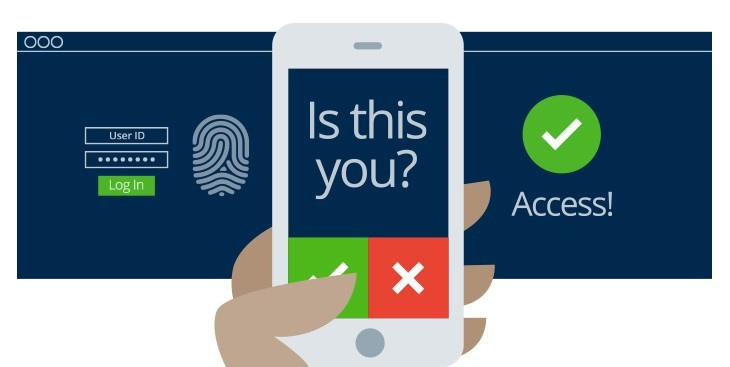 User ID
Log In
Is this
you?
Access!